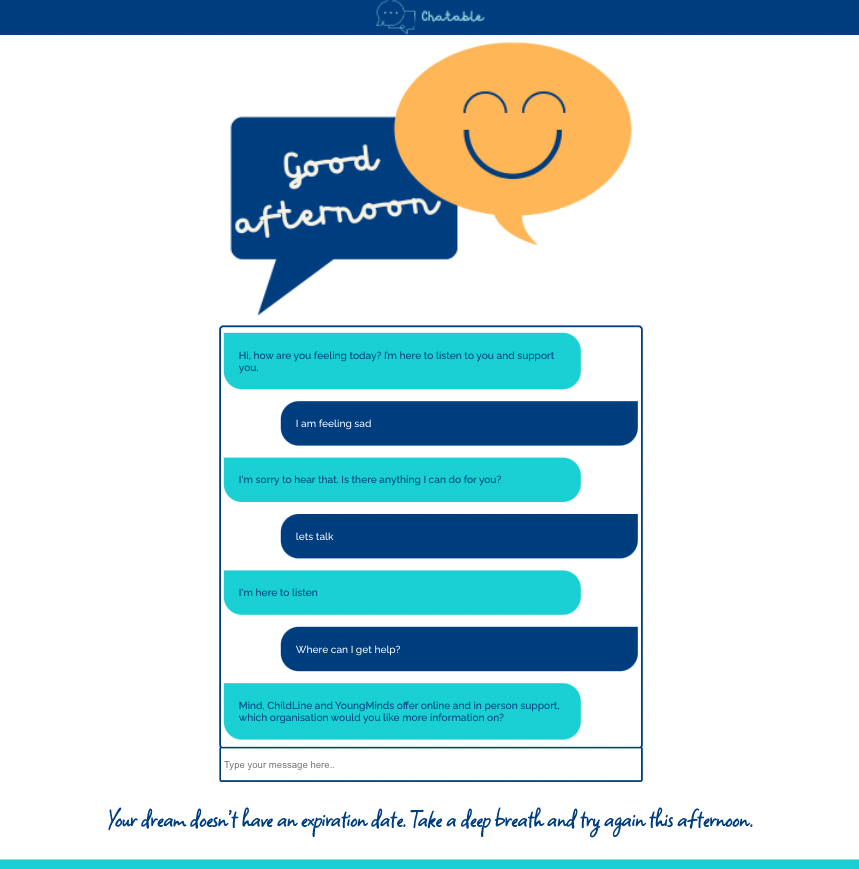 Chatable
Good
afternoon
Hi, how are you feeling today? I'm here to listen to you and support
you.
I am feeling sad
I'm sorry to hear that. Is there anything I can do for you?
lets talk
I'm here to listen
Where can I get help?
Mind, ChildLine and YoungMinds offer online and in person support,
which organisation would you like more information on?
Type your message here..
Your dream doesn't have an expiration date. Take a deep breath and try again this afternoon.